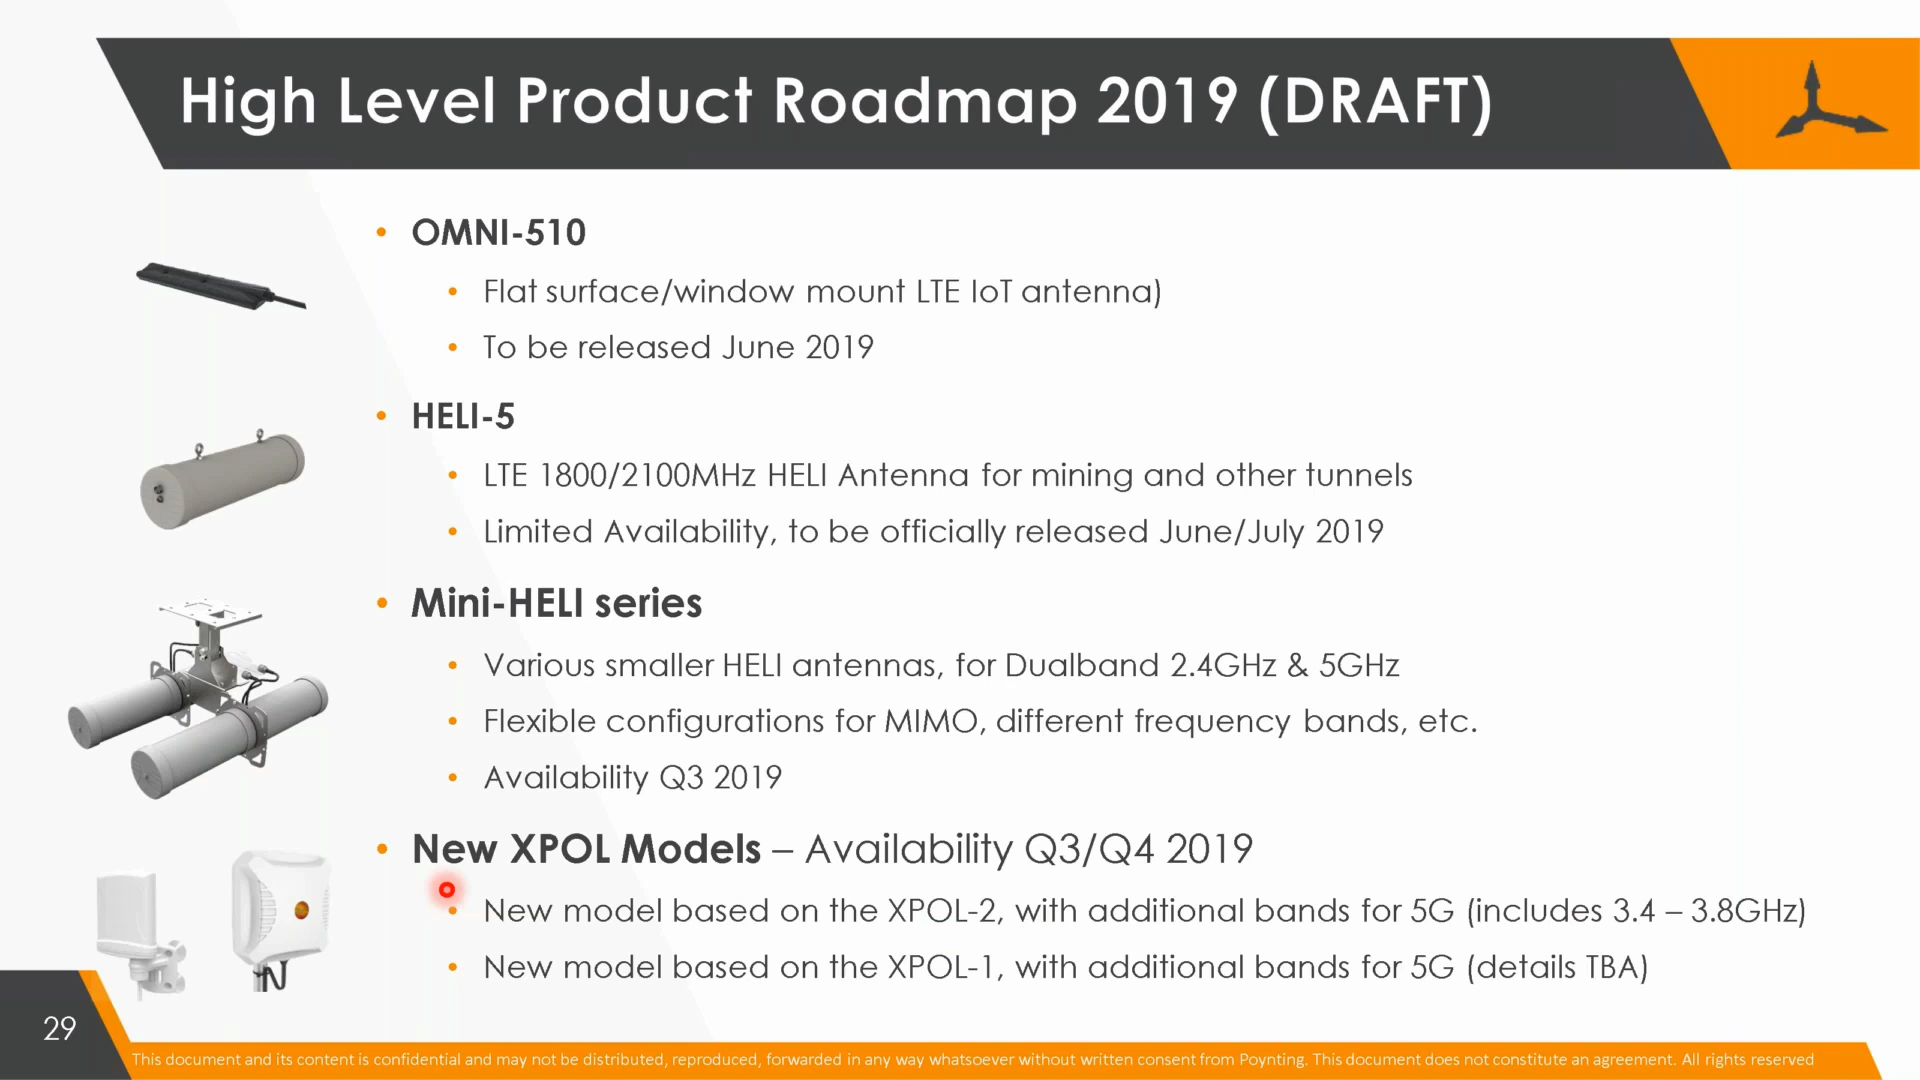 High Level Product Roadmap 2019 (DRAFT)
• OMNI-510
• Flat surface/window mount LTE IoT antenna)
• To be released June 2019
• HELI-5
• LTE 1800/2100MHz HELI Antenna for mining and other tunnels
• Limited Availability, to be officially released June/July 2019
• Mini-HELI series
• Various smaller HELI antennas, for Dualband 2.4GHz & 5GHz
• Flexible configurations for MIMO, different frequency bands, etc.
• Availability Q3 2019
• New XPOL Models – Availability Q3/Q4 2019
• New model based on the XPOL-2, with additional bands for 5G (includes 3.4 – 3.8GHz)
• New model based on the XPOL-1, with additional bands for 5G (details TBA)
29
This document and its content is confidential and may not be distributed, reproduced, forwarded in any way whatsoever without written consent from Poynting. This document does not constitute an agreement. All rights reserved